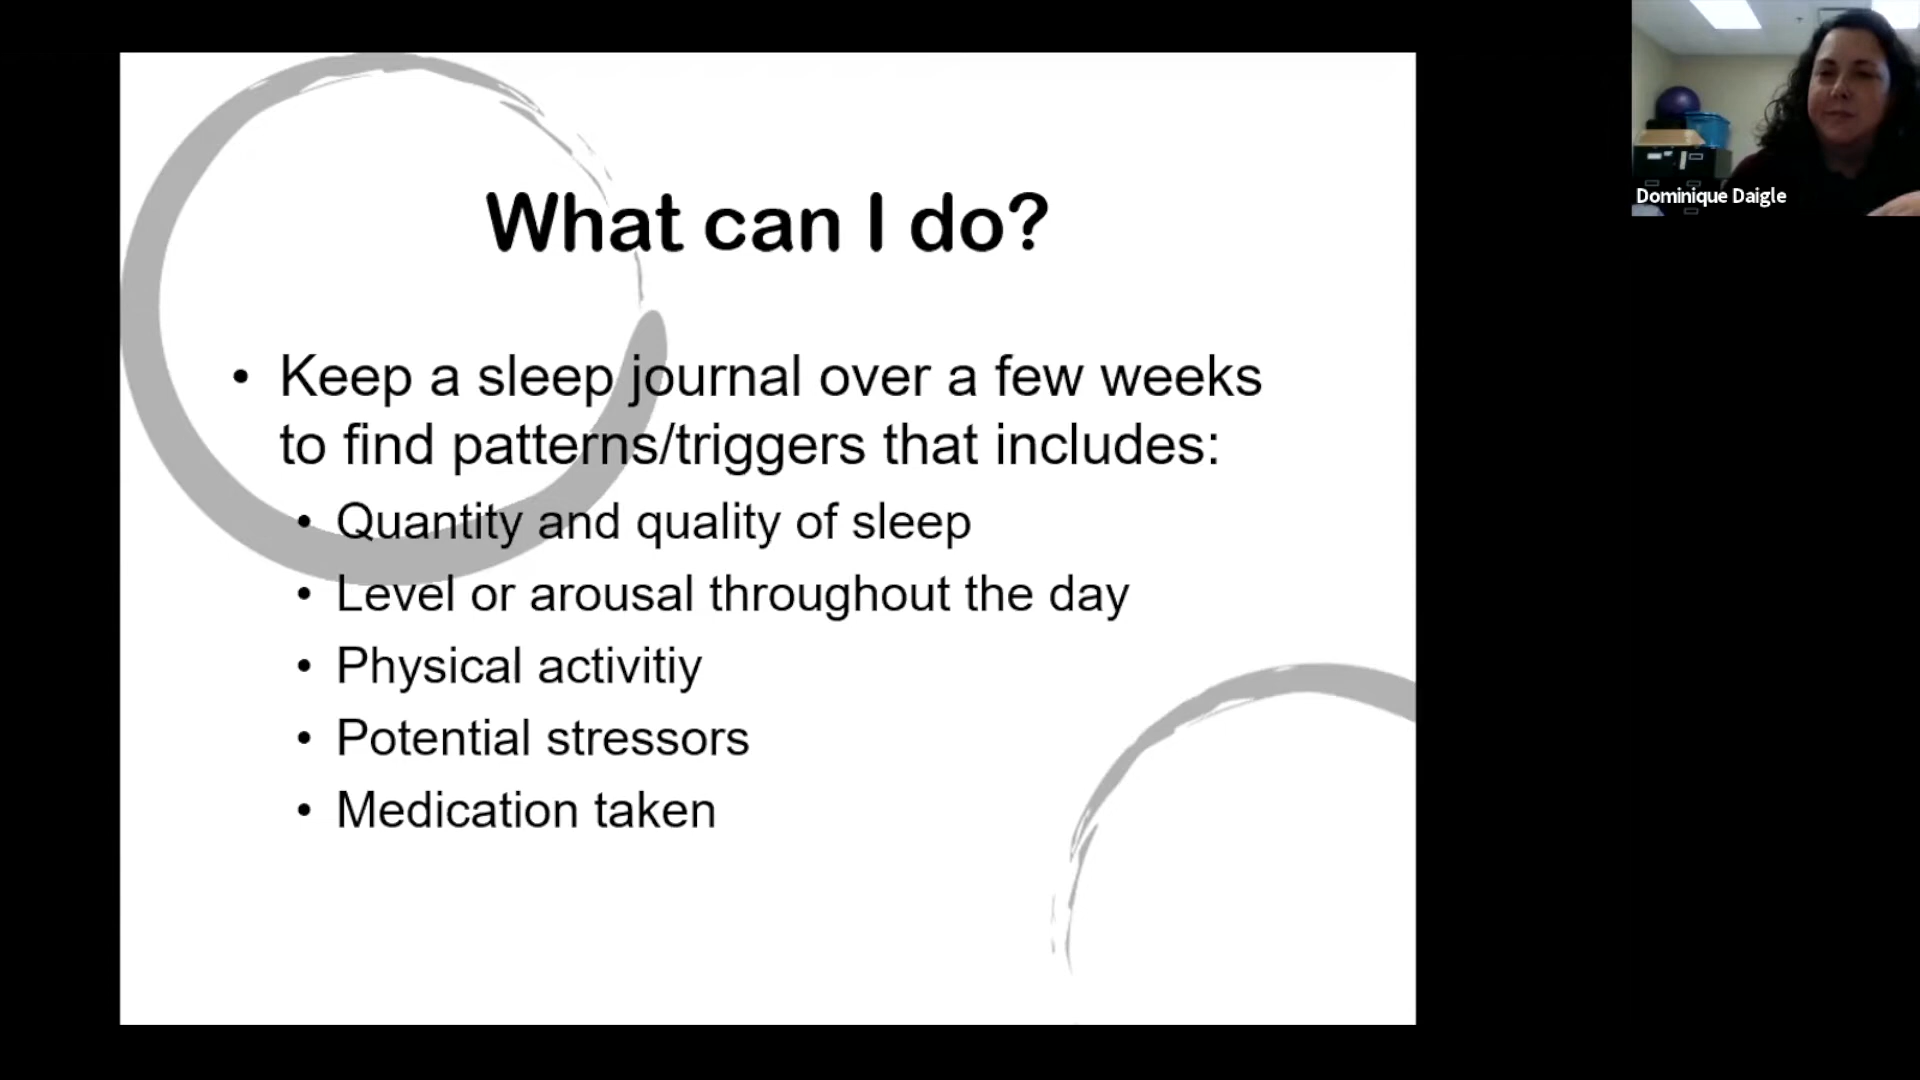 What can I do?
• Keep a sleep journal over a few weeks
to find patterns/triggers that includes:
• Quantity and quality of sleep
• Level or arousal throughout the day
• Physical activitiy
• Potential stressors
• Medication taken
Dominique Daigle